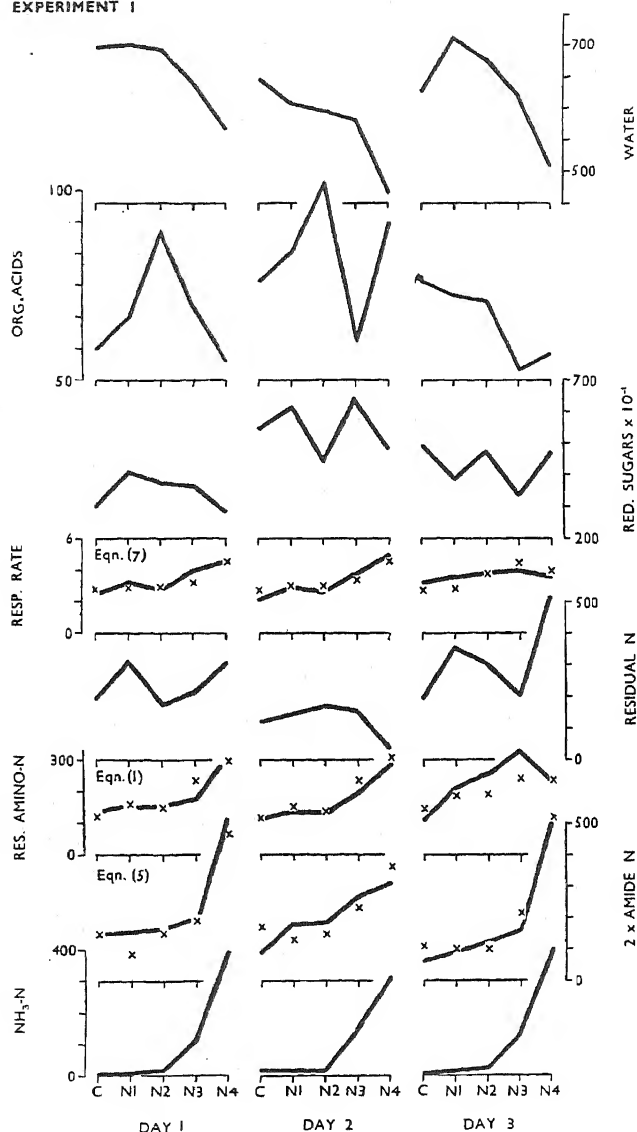 EXPERIMENT 1
700
WATER
500
100
ORG. ACIDS
50
700
RED. SUGARS x 10⁻¹
200
6
Eqn. (7)
RESP. RATE
0
500
RESIDUAL N
0
300
Eqn. (1)
RES. AMINO-N
0
500
Eqn. (5)
2 x AMIDE N
0
400
NH₃-N
0
C N1 N2 N3 N4 C N1 N2 N3 N4 C N1 N2 N3 N4
DAY 1 DAY 2 DAY 3